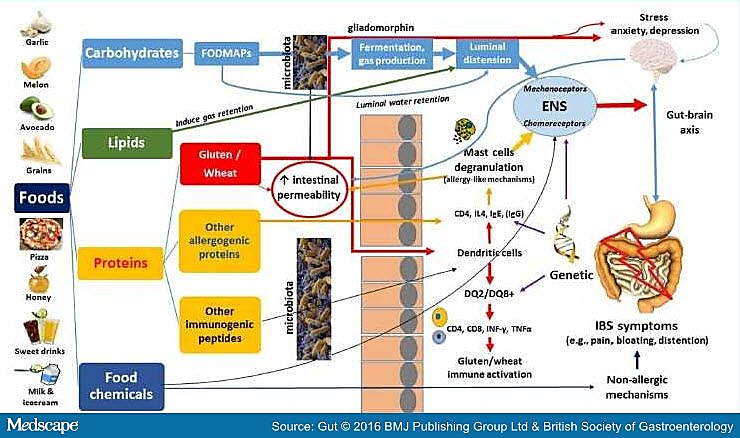 Garlic
Melon
Avocado
Grains
Foods
Pizza
Honey
Sweet drinks
Milk &
icecream
Carbohydrates
Lipids
Proteins
Food
chemicals
FODMAPs
Gluten /
Wheat
Other
allergogenic
proteins
Other
immunogenic
peptides
microbiota
gliadomorphin
Fermentation,
gas production
Luminal
distension
Induce gas retention
Luminal water retention
↑ intestinal
permeability
microbiota
Mechanoceptors
ENS
Chemoreceptors
Mast cells
degranulation
(allergy-like mechanisms)
CD4, IL4, IgE, (IgG)
Dendritic cells
DQ2/DQ8+
CD4, CD8, INF-γ, TNFα
Gluten/wheat
immune activation
Genetic
Stress
anxiety, depression
Gut-brain
axis
IBS symptoms
(e.g., pain, bloating, distention)
Non-allergic
mechanisms
Medscape
Source: Gut © 2016 BMJ Publishing Group Ltd & British Society of Gastroenterology